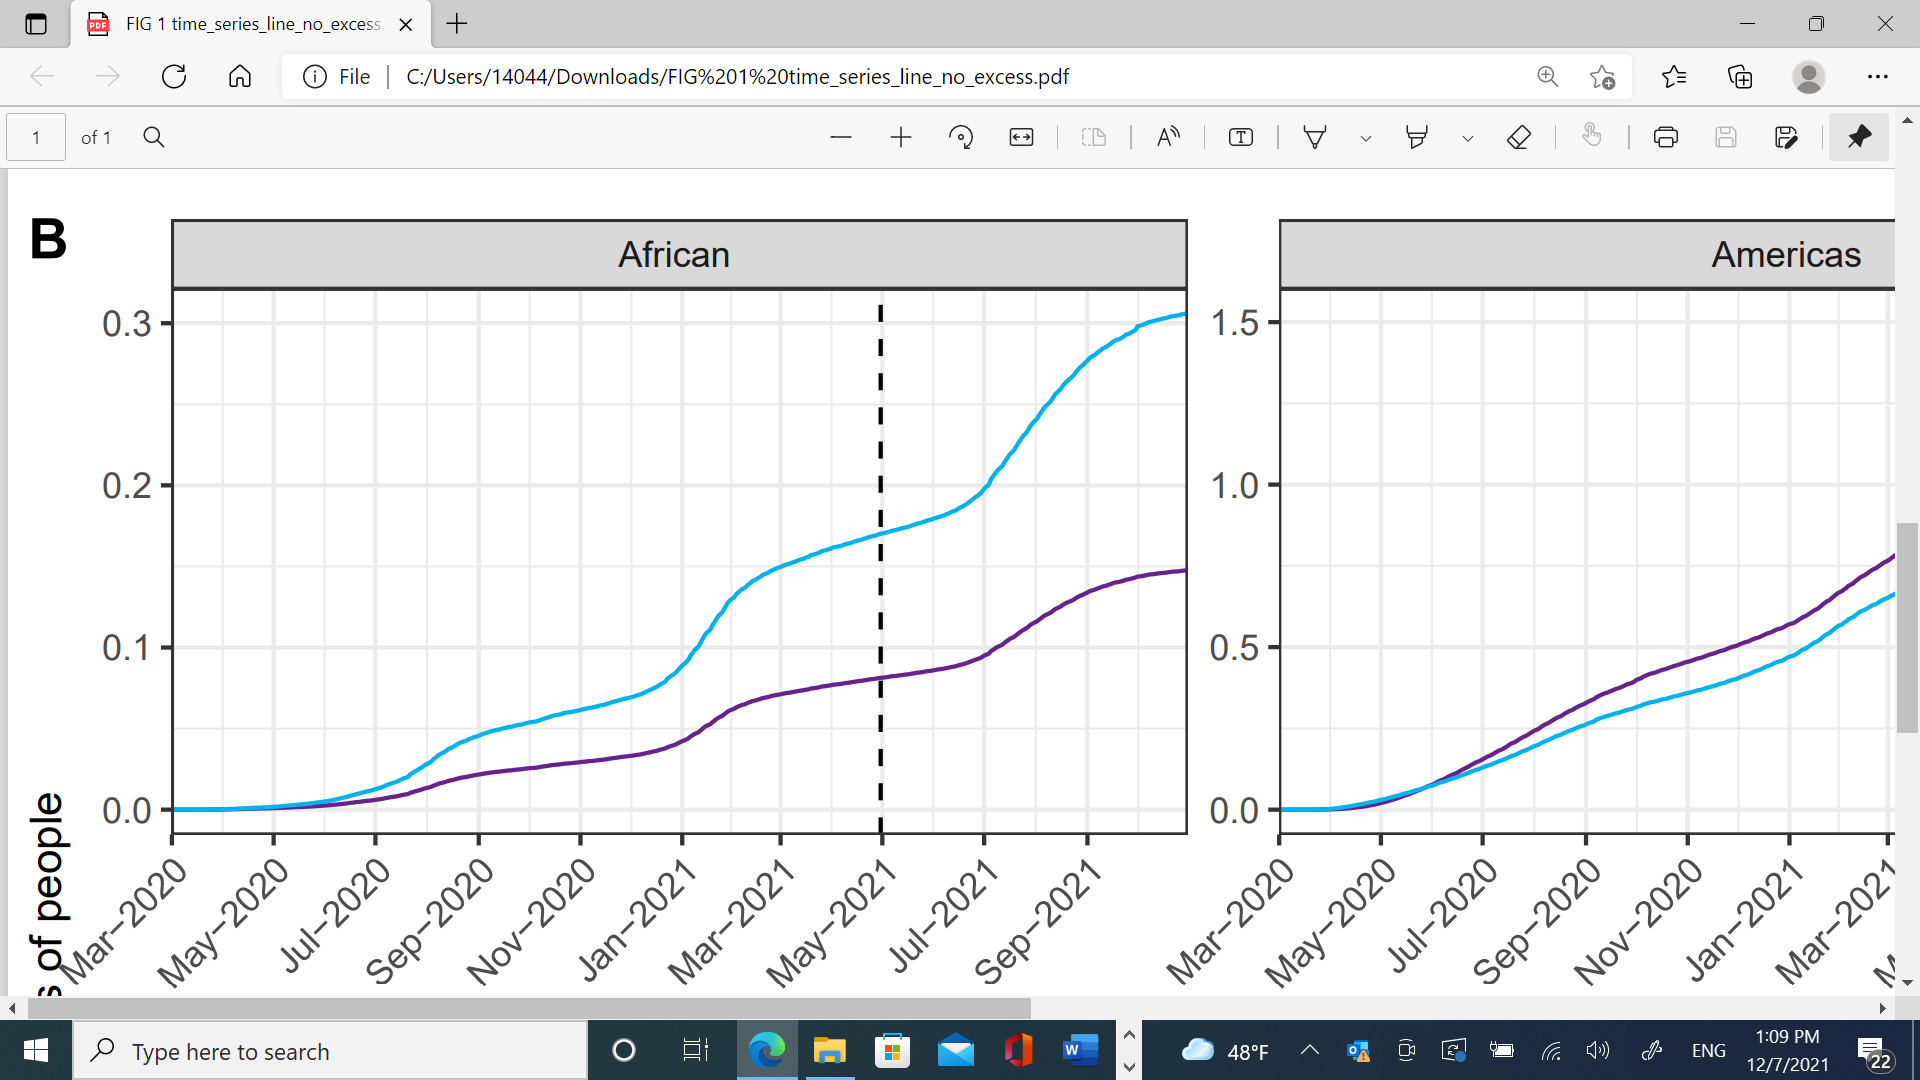 FIG 1 time_series_line_no_excess.
File
C:/Users/14044/Downloads/FIG%201%20time_series_line_no_excess.pdf
1 of 1
B
African
Americas
0.3
0.2
0.1
0.0
1.5
1.0
0.5
0.0
s of people
Mar-2020
May-2020
Jul-2020
Sep-2020
Nov-2020
Jan-2021
Mar-2021
May-2021
Jul-2021
Sep-2021
Mar-2020
May-2020
Jul-2020
Sep-2020
Nov-2020
Jan-2021
Mar-2021
M
Type here to search
48°F
ENG
1:09 PM
12/7/2021
22